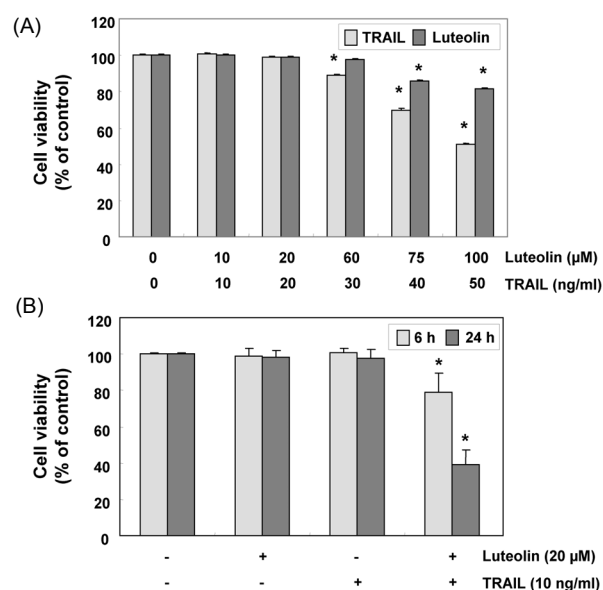 (A)
120
100
80
60
40
20
0
Cell viability
(% of control)
TRAIL Luteolin
* * * * *
0 10 20 60 75 100 Luteolin (µM)
0 10 20 30 40 50 TRAIL (ng/ml)
(B)
120
100
80
60
40
20
0
Cell viability
(% of control)
6 h 24 h
*
*
- + - + Luteolin (20 µM)
- - + + TRAIL (10 ng/ml)